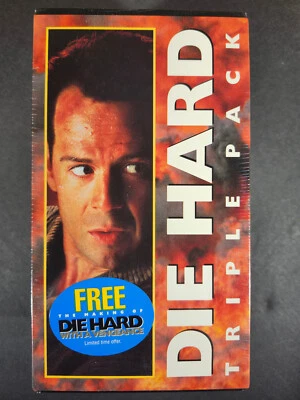 DIE HARD
TRIPLE PACK
FREE
THE MAKING OF
DIE HARD
WITH A VENGEANCE
Limited time offer.